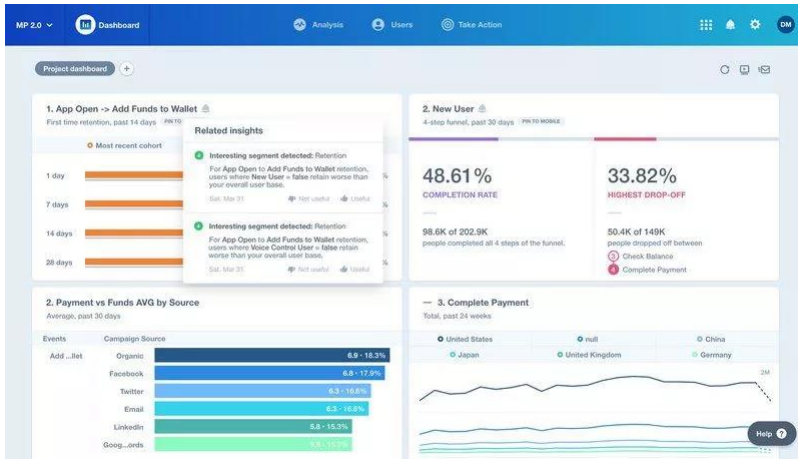 MP 2.0
Dashboard
Analysis
Users
Take Action
DM
Project dashboard
1. App Open -> Add Funds to Wallet
First time retention, past 14 days PIN TO
Most recent cohort
1 day
7 days
14 days
28 days
%
%
%
Related insights
Interesting segment detected: Retention
For App Open to Add Funds to Wallet retention,
users where New User = false retain worse than
your overall user base.
Sat. Mar 31 Not useful Useful
Interesting segment detected: Retention
For App Open to Add Funds to Wallet retention,
users where Voice Control User = false retain
worse than your overall user base.
Sat. Mar 31 Not useful Useful
2. New User
4-step funnel, past 30 days PIN TO MOBILE
48.61%
COMPLETION RATE
98.6K of 202.9K
people completed all 4 steps of the funnel.
33.82%
HIGHEST DROP-OFF
50.4K of 149K
people dropped off between
3 Check Balance
4 Complete Payment
2. Payment vs Funds AVG by Source
Average, past 30 days
Events Campaign Source
Add ...llet Organic 6.9 - 18.3%
Facebook 6.8 - 17.9%
Twitter 6.3 - 16.6%
Email 6.3 - 16.6%
LinkedIn 5.8 - 15.3%
Goog...ords
3. Complete Payment
Total, past 24 weeks
United States null China
Japan United Kingdom Germany
2M
Help ?